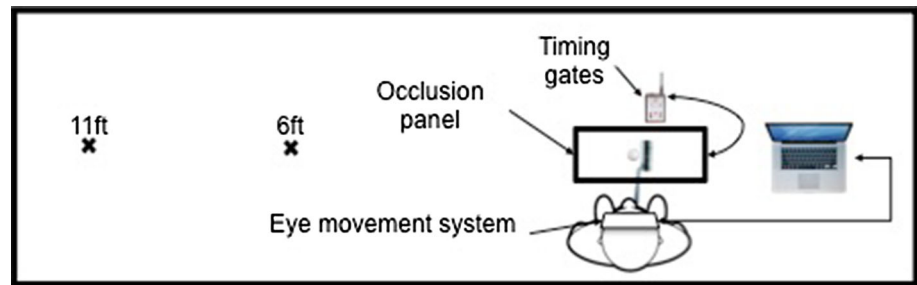 Timing
gates
Occlusion
panel
11ft
6ft
Eye movement system